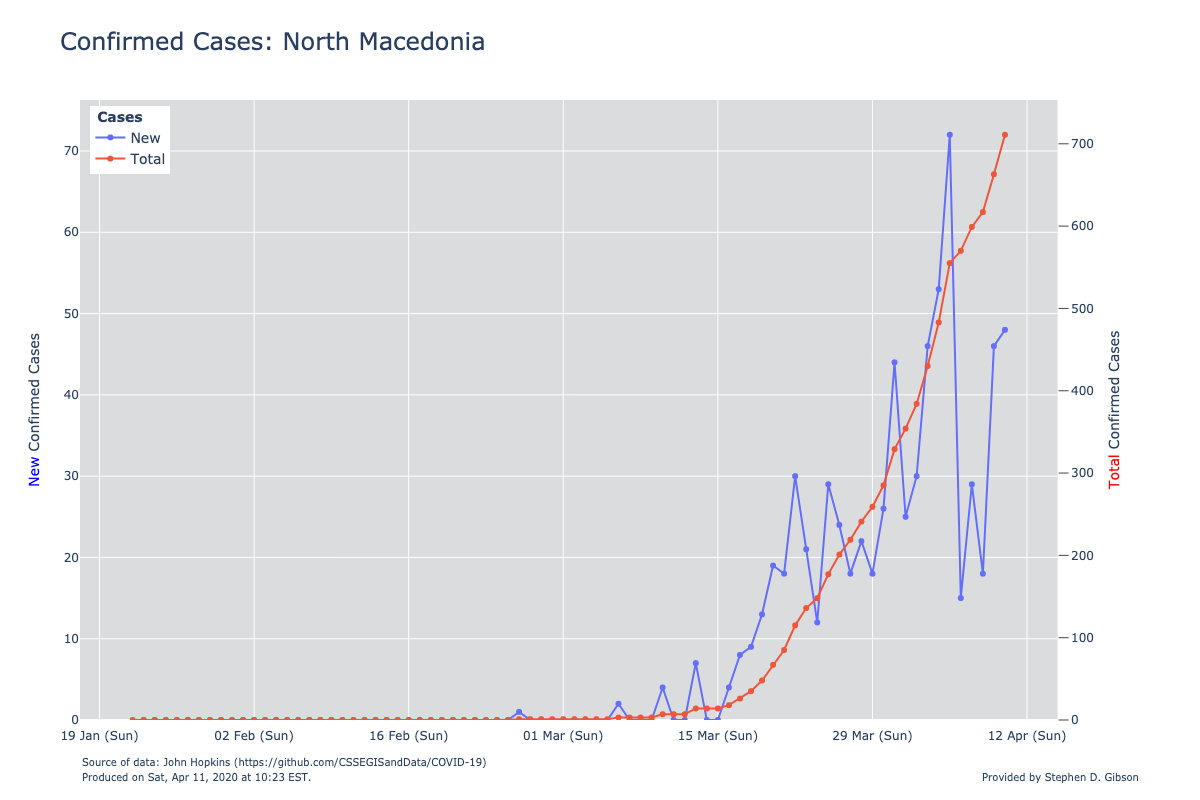 Confirmed Cases: North Macedonia
Cases
New
Total
70
60
50
40
30
20
10
0
New Confirmed Cases
700
600
500
400
300
200
100
0
Total Confirmed Cases
19 Jan (Sun) 02 Feb (Sun) 16 Feb (Sun) 01 Mar (Sun) 15 Mar (Sun) 29 Mar (Sun) 12 Apr (Sun)
Source of data: John Hopkins (https://github.com/CSSEGISandData/COVID-19)
Produced on Sat, Apr 11, 2020 at 10:23 EST.
Provided by Stephen D. Gibson